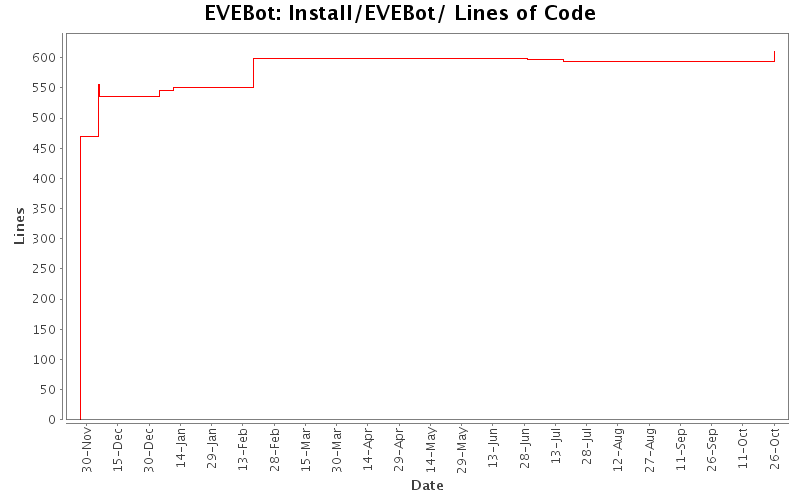 EVEBot: Install/EVEBot/ Lines of Code
Lines
600
550
500
450
400
350
300
250
200
150
100
50
0
30-Nov
15-Dec
30-Dec
14-Jan
29-Jan
13-Feb
28-Feb
15-Mar
30-Mar
14-Apr
29-Apr
14-May
29-May
13-Jun
28-Jun
13-Jul
28-Jul
12-Aug
27-Aug
11-Sep
26-Sep
11-Oct
26-Oct
Date